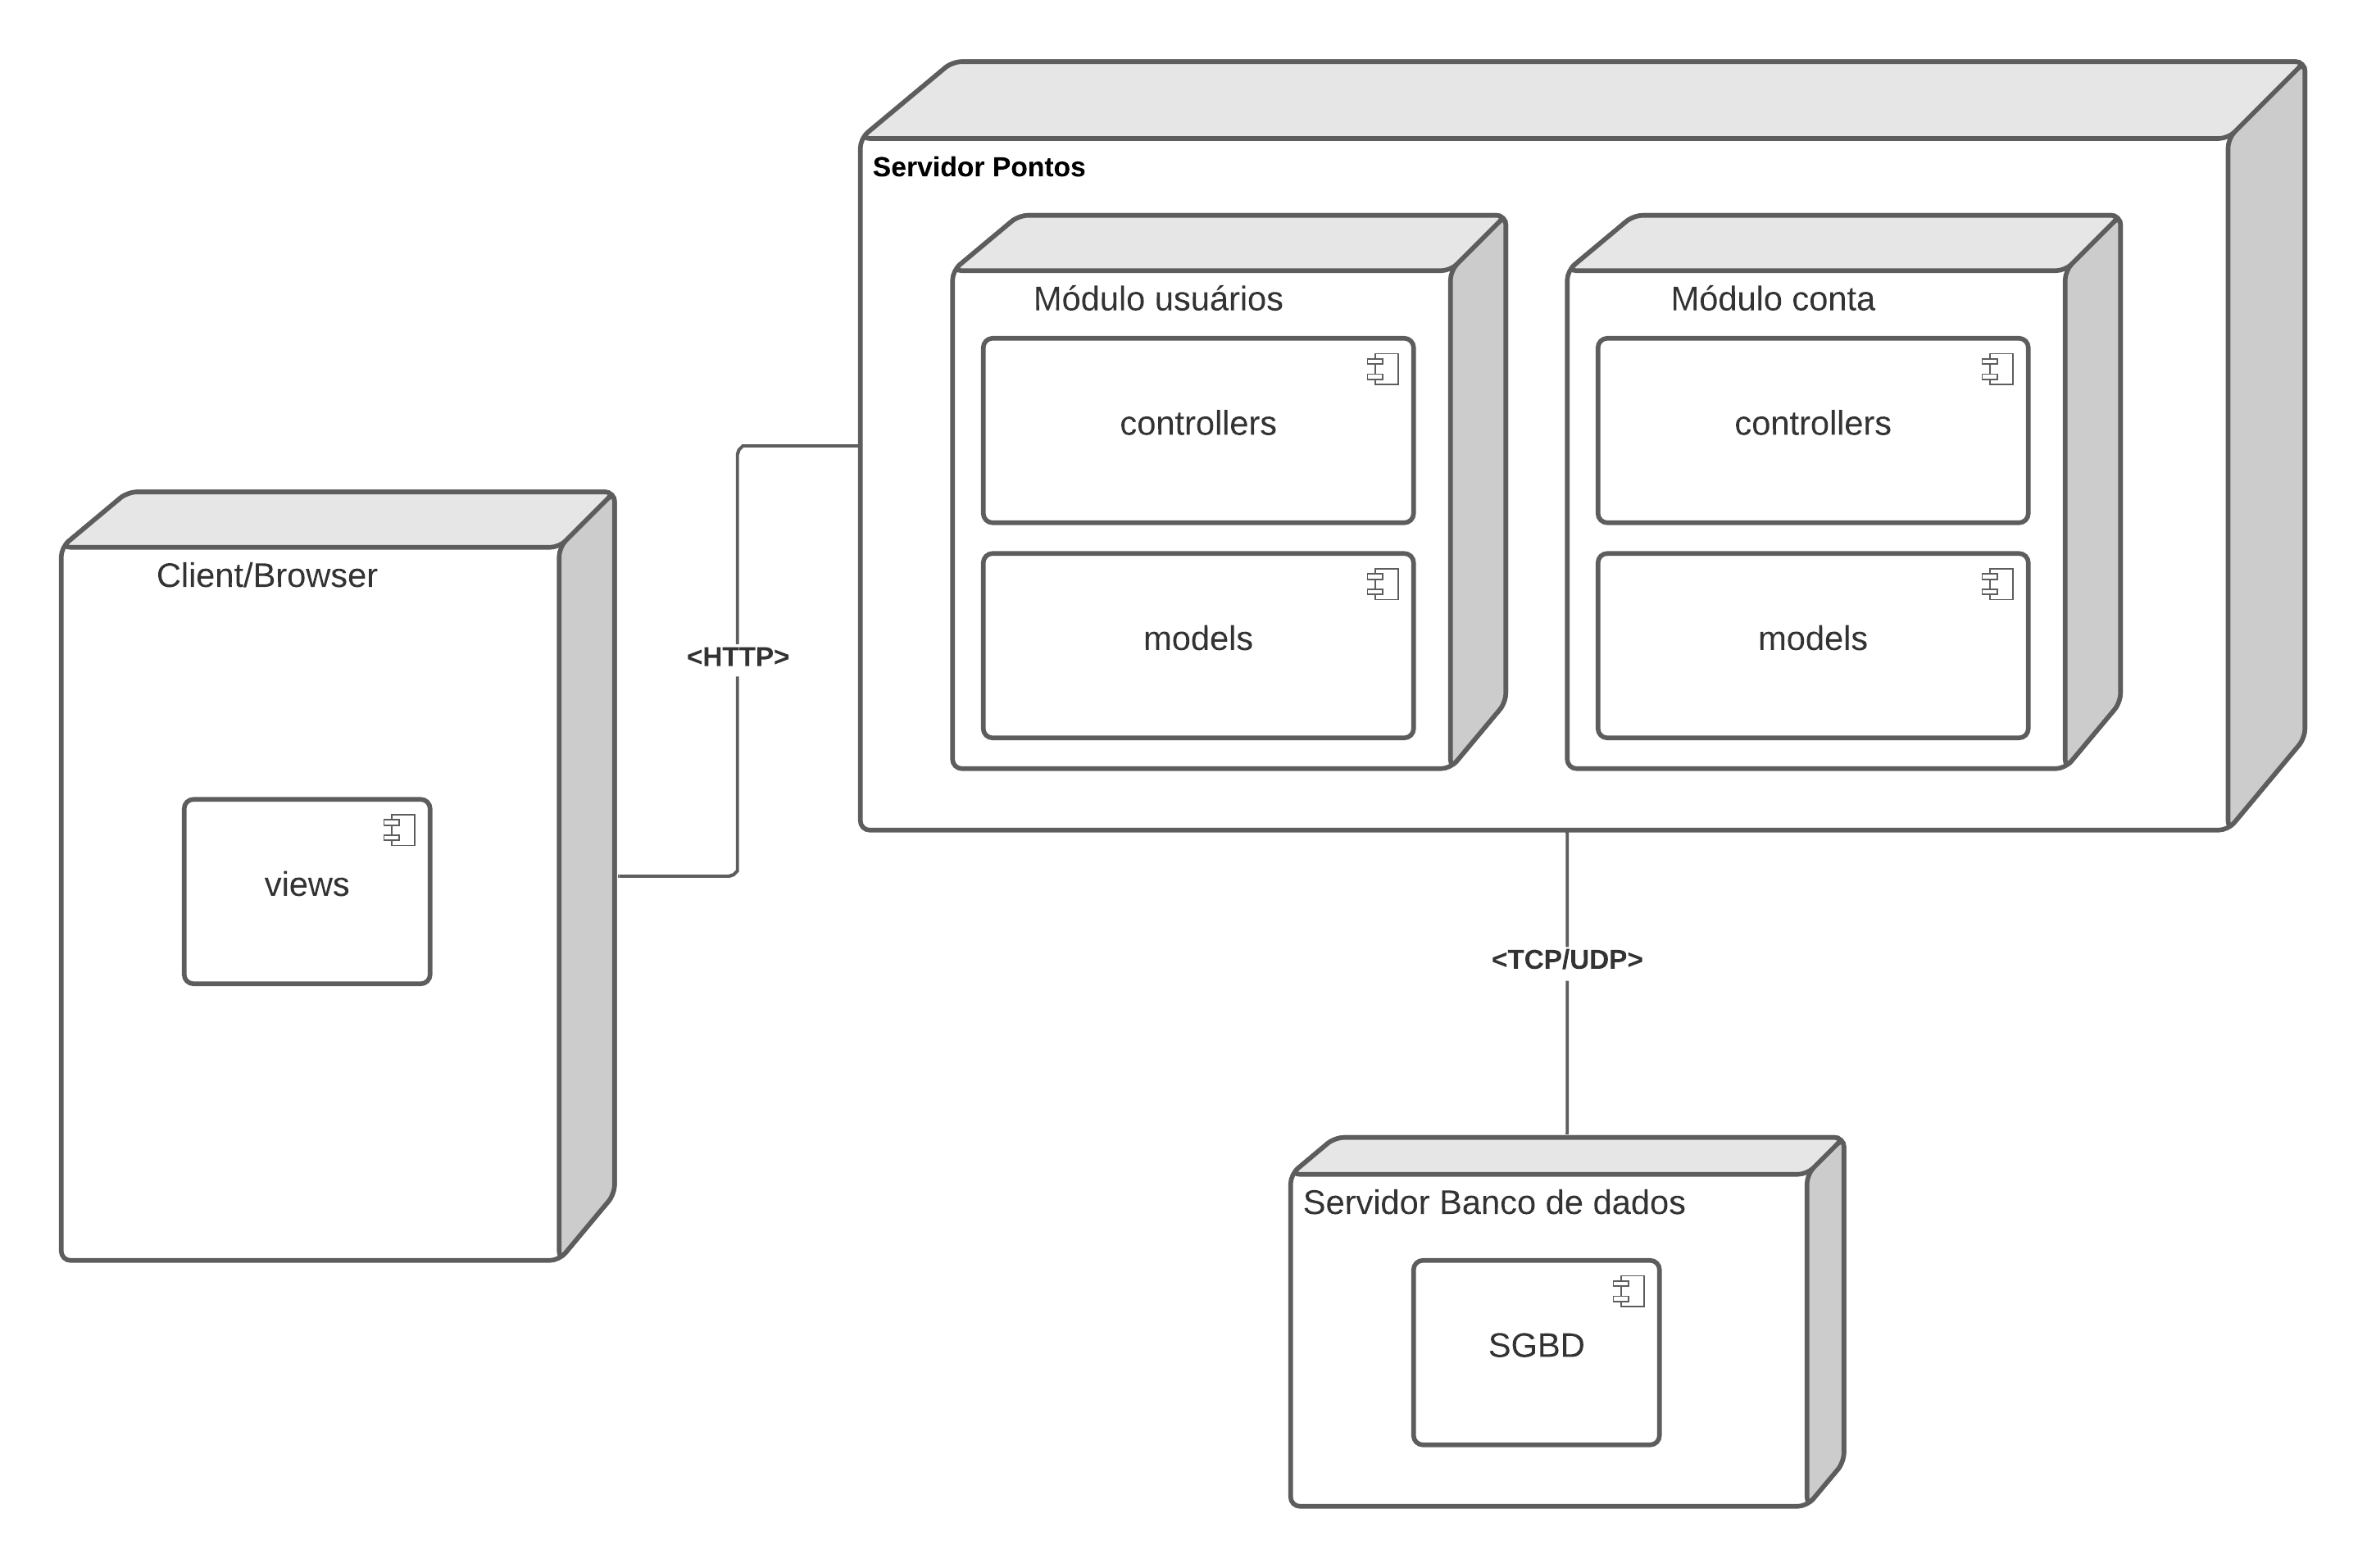 Servidor Pontos
Módulo usuários
controllers
models
Módulo conta
controllers
models
Client/Browser
views
<HTTP>
<TCP/UDP>
Servidor Banco de dados
SGBD